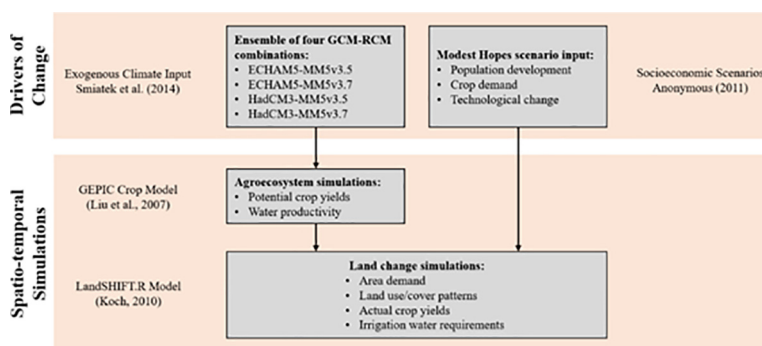 Drivers of
Change
Exogenous Climate Input
Smiatek et al. (2014)
Ensemble of four GCM-RCM
combinations:
• ECHAM5-MM5v3.5
• ECHAM5-MM5v3.7
• HadCM3-MM5v3.5
• HadCM3-MM5v3.7
Modest Hopes scenario input:
• Population development
• Crop demand
• Technological change
Socioeconomic Scenarios
Anonymous (2011)
Spatio-temporal
Simulations
GEPIC Crop Model
(Liu et al., 2007)
Agroecosystem simulations:
• Potential crop yields
• Water productivity
LandSHIFT.R Model
(Koch, 2010)
Land change simulations:
• Area demand
• Land use/cover patterns
• Actual crop yields
• Irrigation water requirements